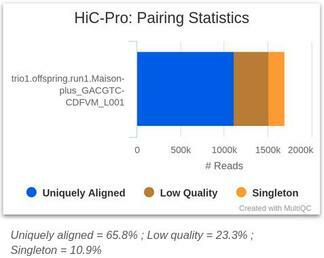 HiC-Pro: Pairing Statistics
trio1.offspring.run1.Maison-
plus_GACGTC-
CDFVM_L001
0 500k 1000k 1500k 2000k
# Reads
Uniquely Aligned Low Quality Singleton
Created with MultiQC
Uniquely aligned = 65.8% ; Low quality = 23.3% ;
Singleton = 10.9%